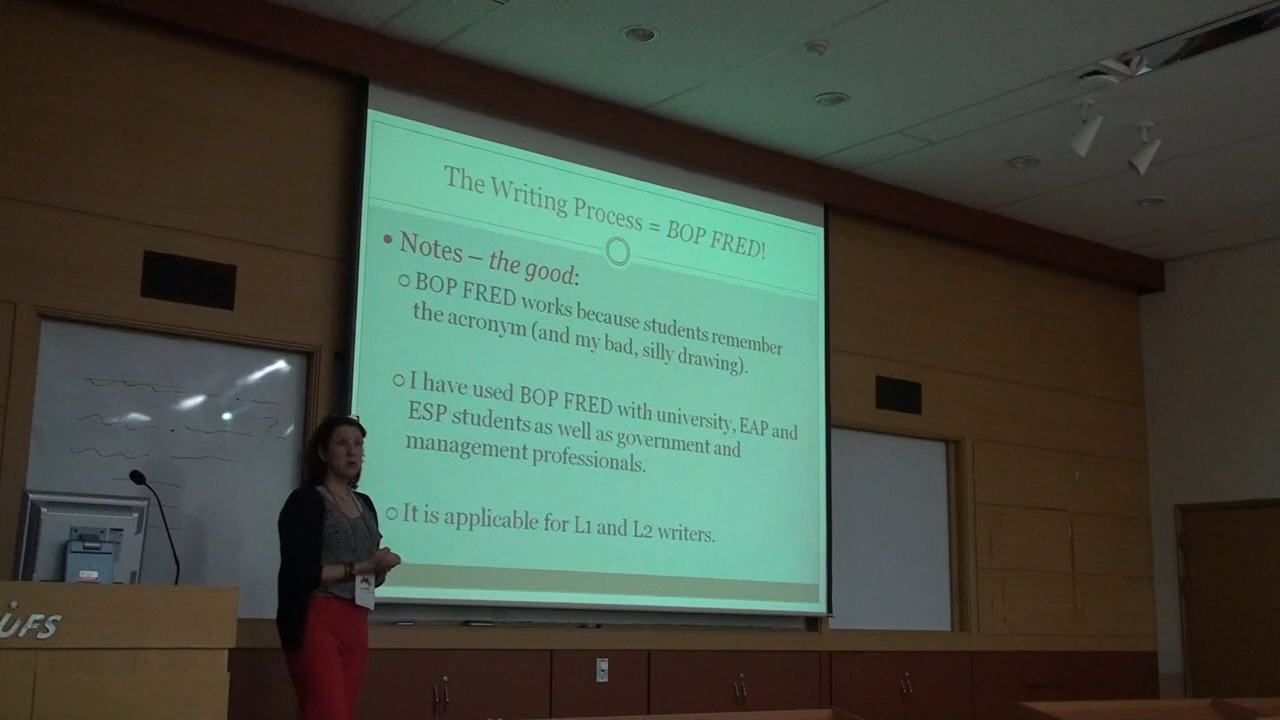 The Writing Process = BOP FRED!
• Notes – the good:
○ BOP FRED works because students remember
the acronym (and my bad, silly drawing).
○ I have used BOP FRED with university, EAP and
ESP students as well as government and
management professionals.
○ It is applicable for L1 and L2 writers.
UFS